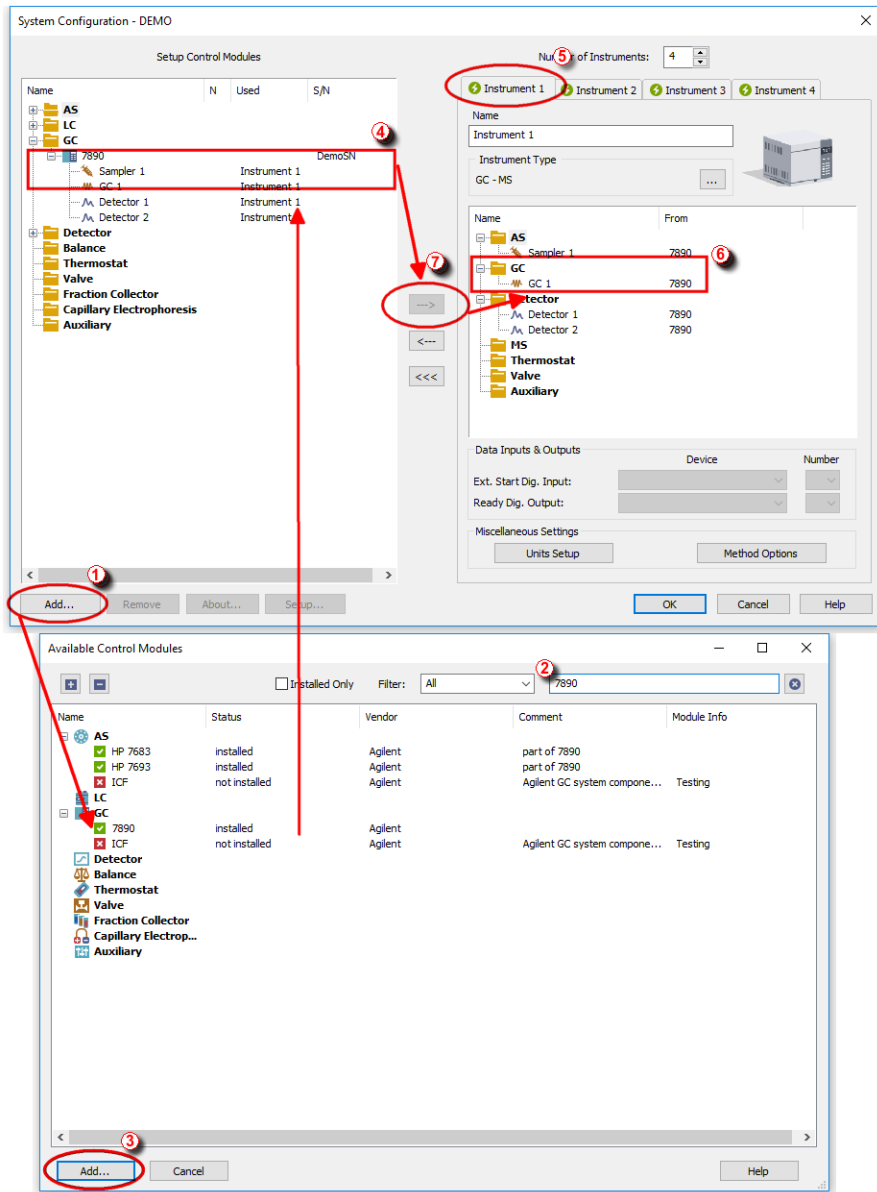 System Configuration - DEMO
Setup Control Modules
Name N Used S/N
AS
LC
GC
7890 DemoSN
Sampler 1 Instrument 1
GC 1 Instrument 1
Detector 1 Instrument 1
Detector 2 Instrument
Detector
Balance
Thermostat
Valve
Fraction Collector
Capillary Electrophoresis
Auxiliary
4
7
--->
<---
<<<
1
Add... Remove About... Setup...
5
of Instruments: 4
Instrument 1 Instrument 2 Instrument 3 Instrument 4
Name
Instrument 1
Instrument Type
GC - MS ...
Name From
AS
Sampler 1 7890
6
GC
GC 1 7890
Detector
Detector 1 7890
Detector 2 7890
MS
Thermostat
Valve
Auxiliary
Data Inputs & Outputs
Device Number
Ext. Start Dig. Input:
Ready Dig. Output:
Miscellaneous Settings
Units Setup Method Options
OK Cancel Help
Available Control Modules
2
Installed Only Filter: All 7890
Name Status Vendor Comment Module Info
AS
HP 7683 installed Agilent part of 7890
HP 7693 installed Agilent part of 7890
ICF not installed Agilent Agilent GC system compone... Testing
LC
GC
7890 installed Agilent
ICF not installed Agilent Agilent GC system compone... Testing
Detector
Balance
Thermostat
Valve
Fraction Collector
Capillary Electrop...
Auxiliary
3
Add... Cancel Help